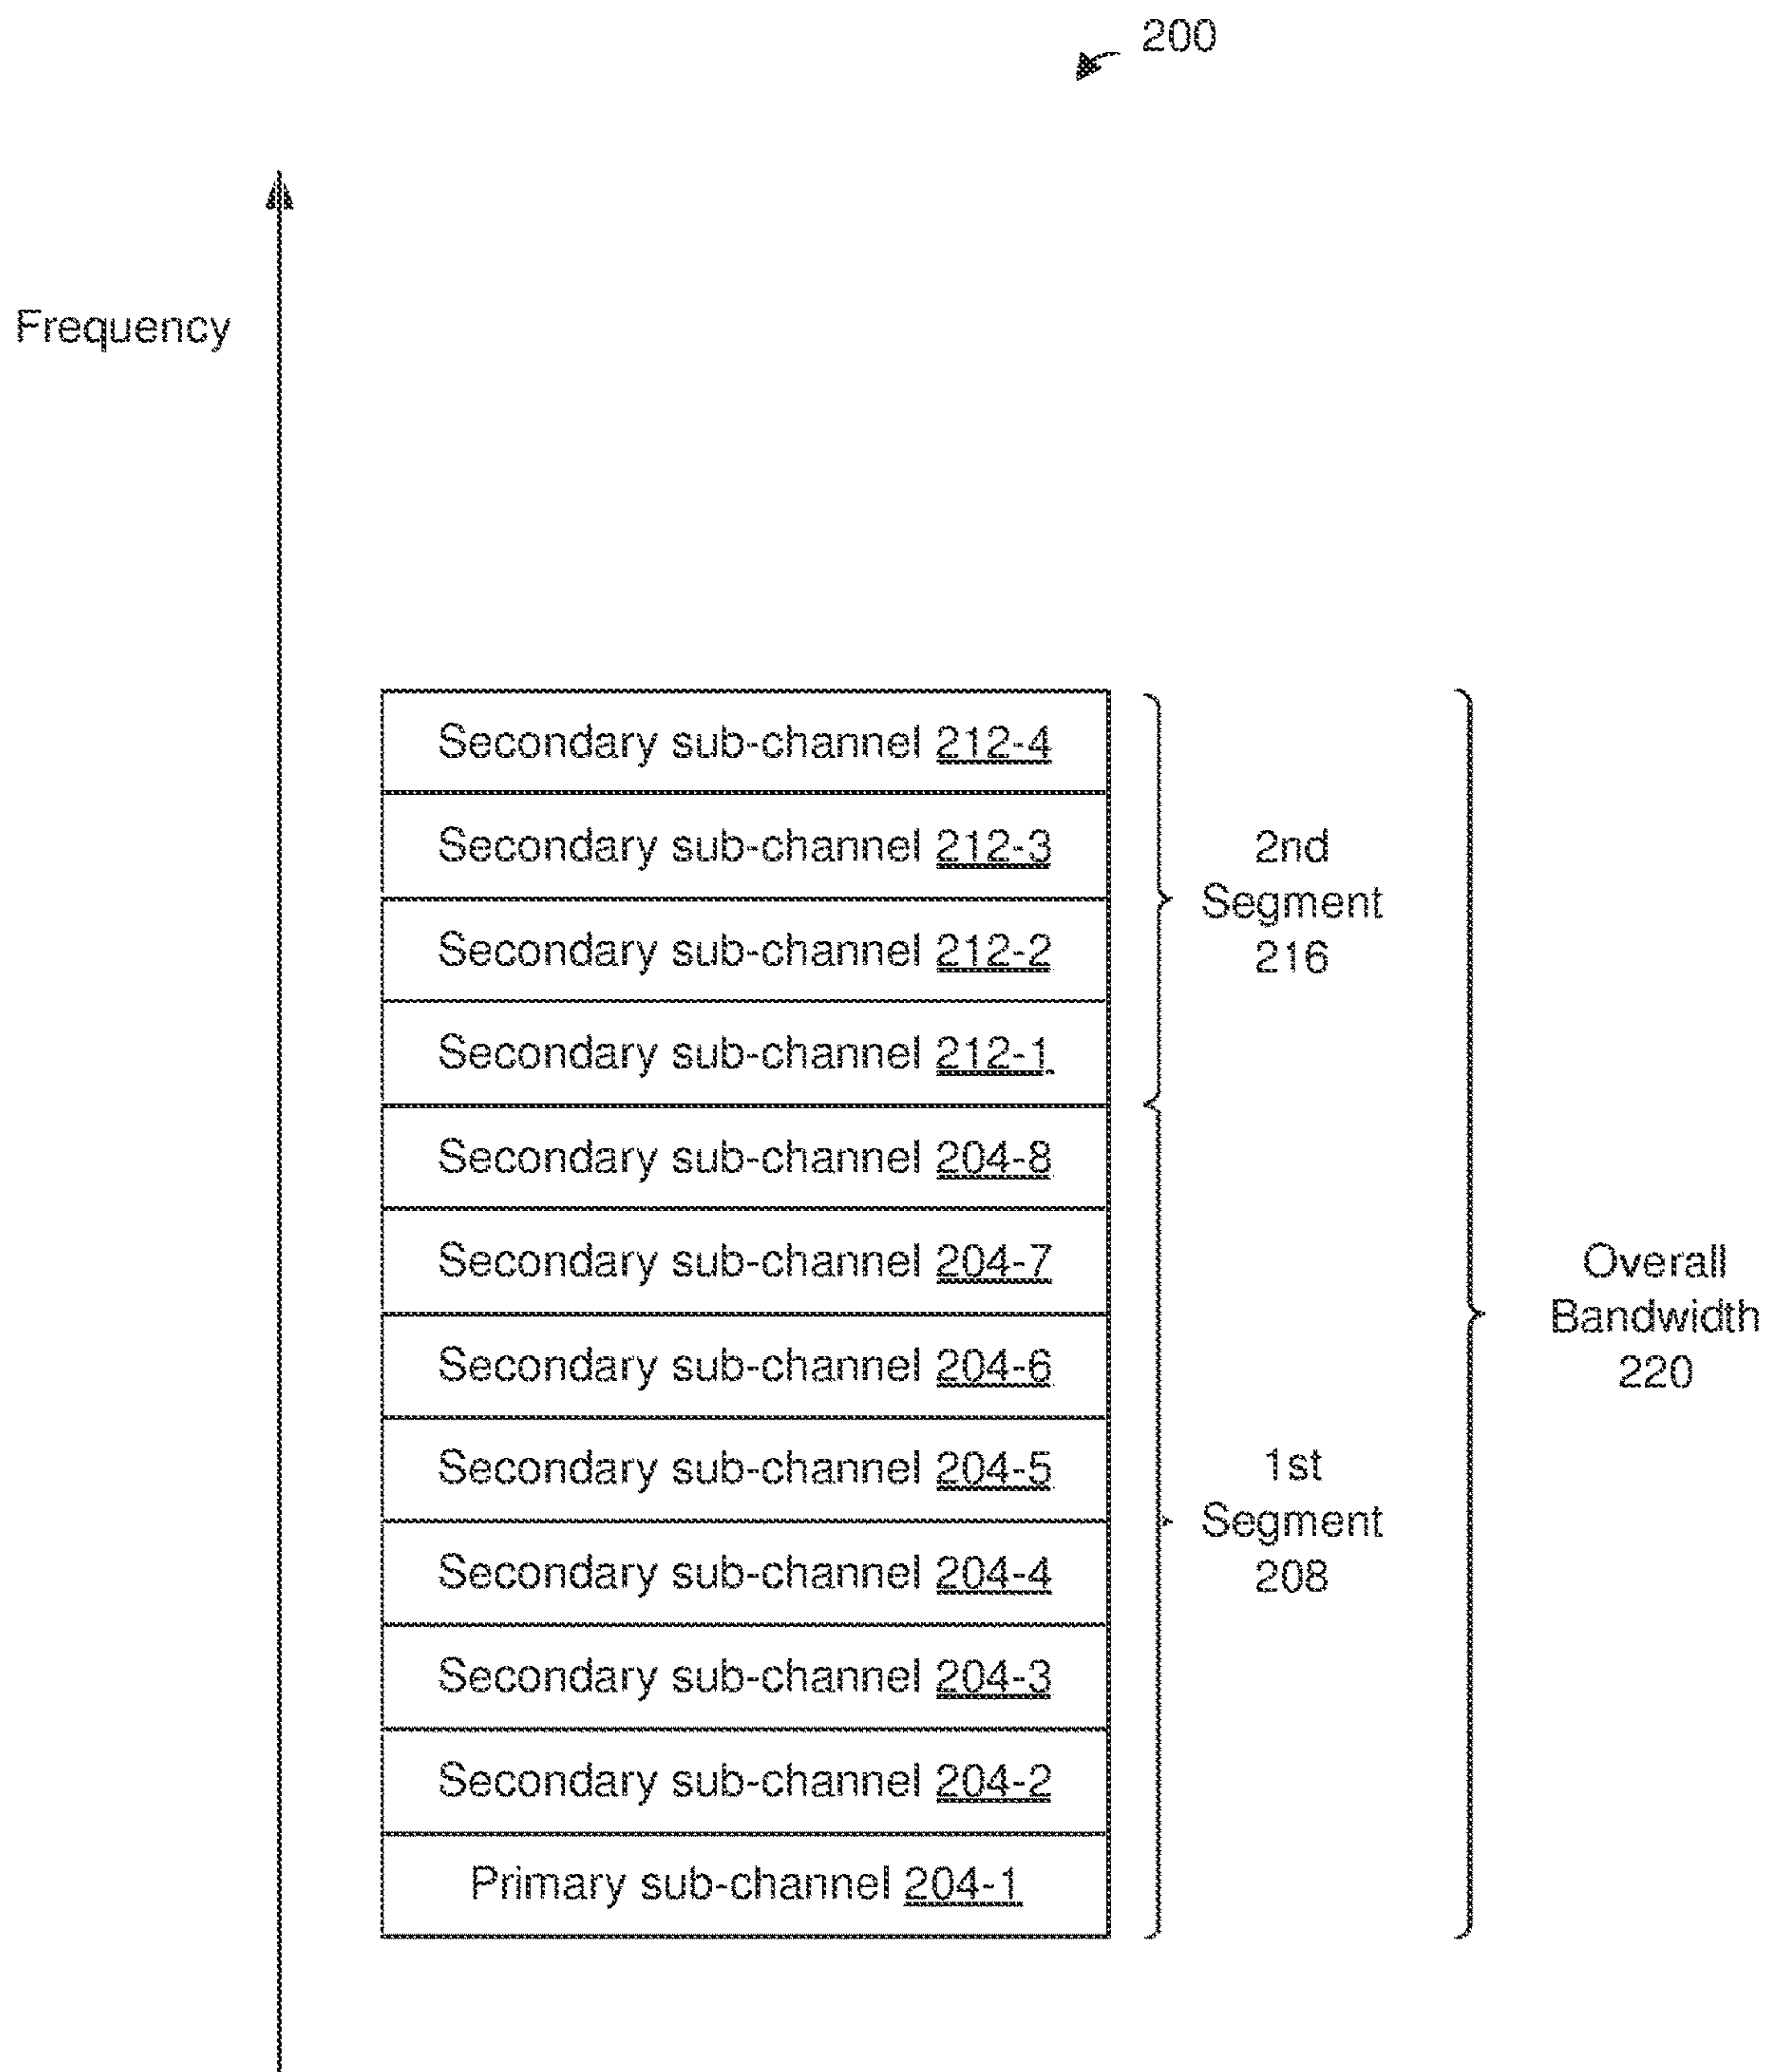 200
Frequency
Secondary sub-channel 212-4
Secondary sub-channel 212-3
Secondary sub-channel 212-2
Secondary sub-channel 212-1
2nd
Segment
216
Secondary sub-channel 204-8
Secondary sub-channel 204-7
Secondary sub-channel 204-6
Secondary sub-channel 204-5
Secondary sub-channel 204-4
Secondary sub-channel 204-3
Secondary sub-channel 204-2
Primary sub-channel 204-1
1st
Segment
208
Overall
Bandwidth
220